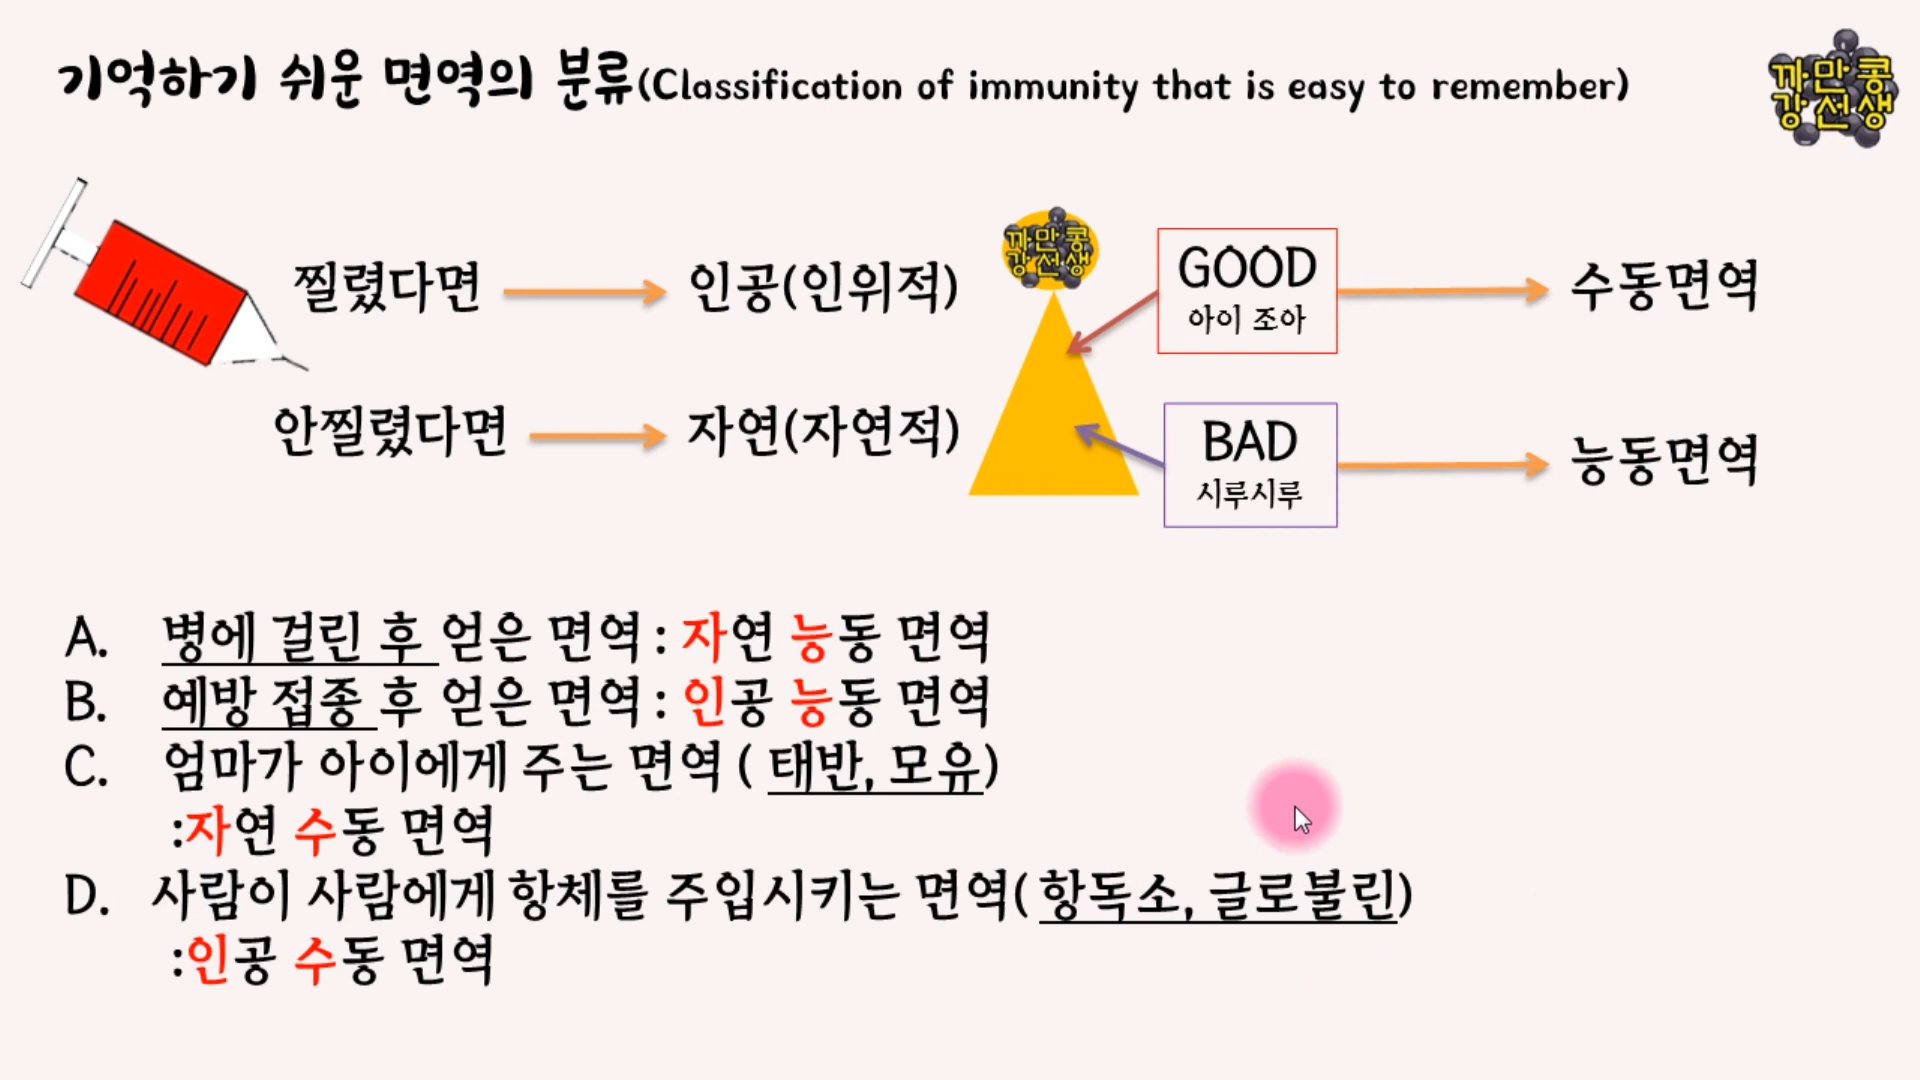 기억하기 쉬운 면역의 분류(Classification of immunity that is easy to remember)
까만콩
강선생
찔렸다면
인공(인위적)
까만콩
강선생
GOOD
아이 조아
수동면역
안찔렸다면
자연(자연적)
BAD
시루시루
능동면역
A. 병에 걸린 후 얻은 면역 : 자연 능동 면역
B. 예방 접종 후 얻은 면역 : 인공 능동 면역
C. 엄마가 아이에게 주는 면역 ( 태반, 모유)
:자연 수동 면역
D. 사람이 사람에게 항체를 주입시키는 면역( 항독소, 글로불린)
:인공 수동 면역